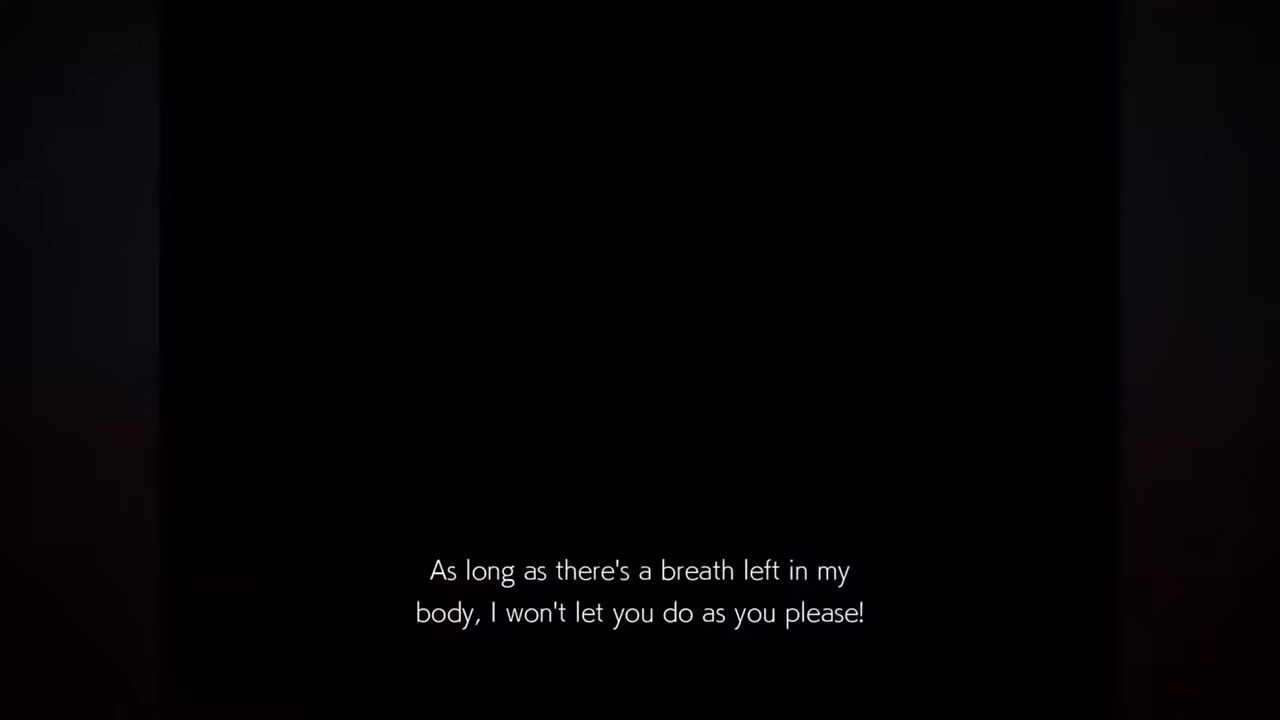 As long as there's a breath left in my
body, I won't let you do as you please!